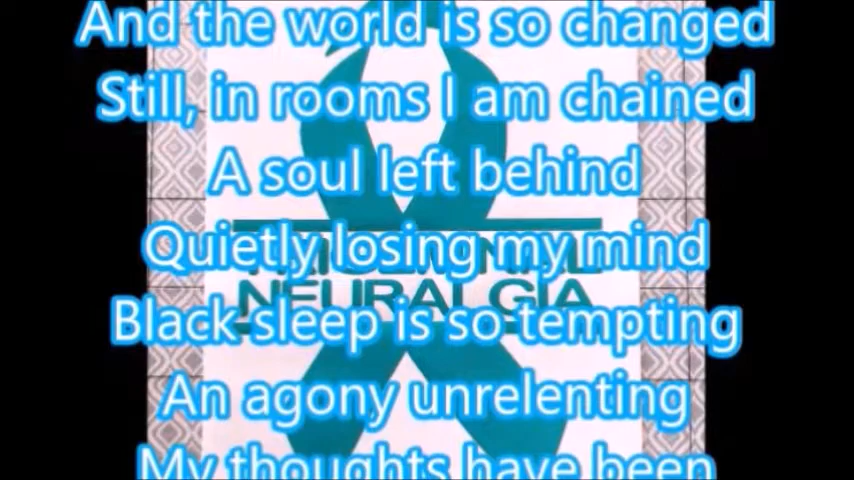 And the world is so changed
Still, in rooms I am chained
A soul left behind
Quietly losing my mind
TRIGEMINAL
NEURALGIA
Black sleep is so tempting
An agony unrelenting
My thoughts have been